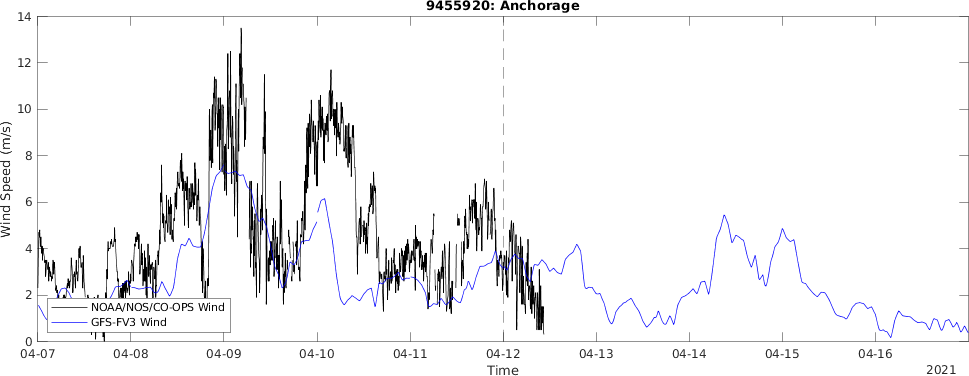 9455920: Anchorage
Wind Speed (m/s)
14
12
10
8
6
4
2
0
NOAA/NOS/CO-OPS Wind
GFS-FV3 Wind
04-07 04-08 04-09 04-10 04-11 04-12 04-13 04-14 04-15 04-16
Time
2021